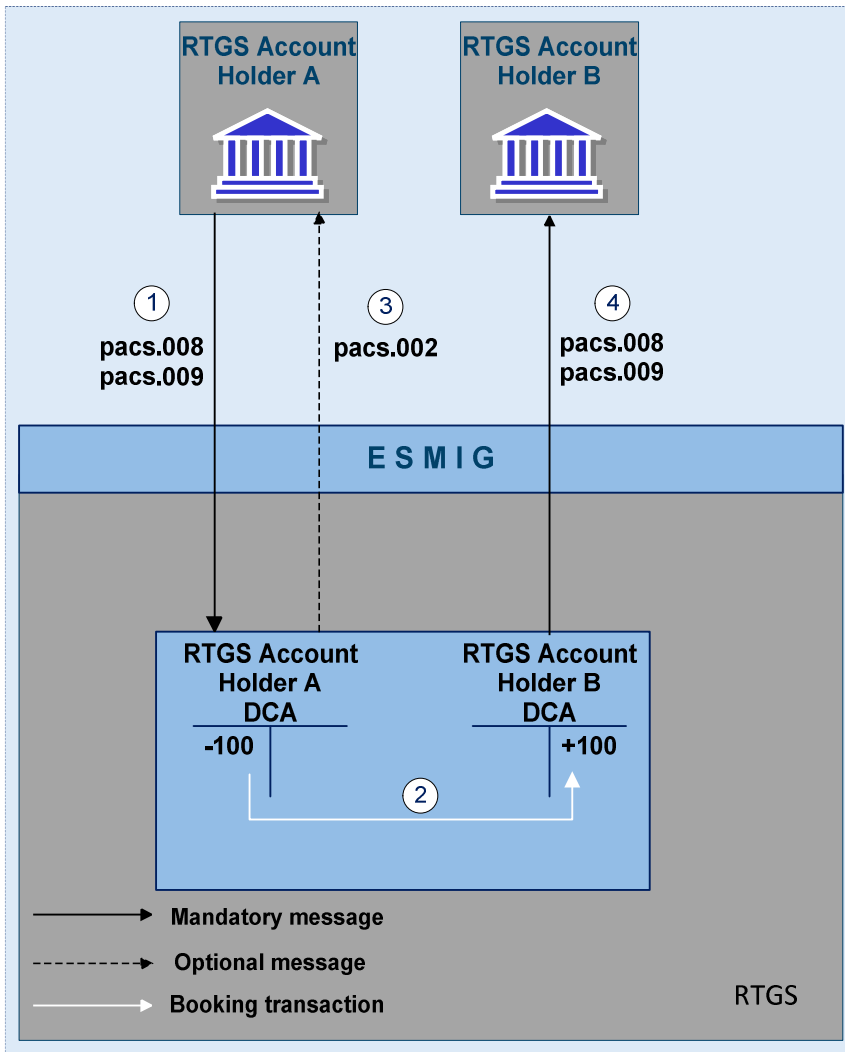 RTGS Account
Holder A
RTGS Account
Holder B
1
pacs.008
pacs.009
3
pacs.002
4
pacs.008
pacs.009
E S M I G
RTGS Account
Holder A
DCA
-100
RTGS Account
Holder B
DCA
+100
2
Mandatory message
Optional message
Booking transaction
RTGS